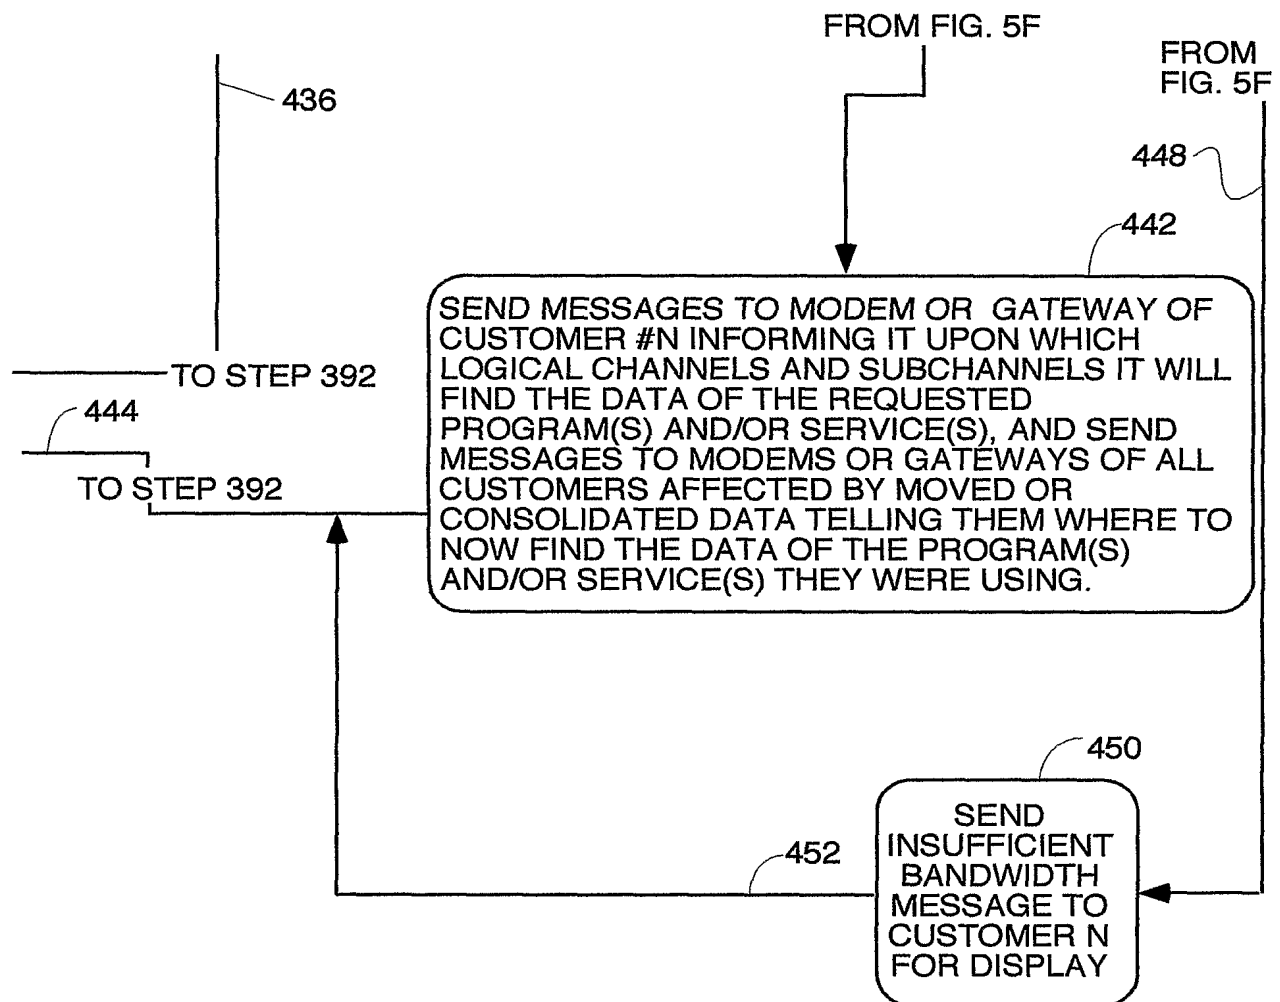 FROM FIG. 5F
FROM
FIG. 5F
436
448
442
SEND MESSAGES TO MODEM OR GATEWAY OF
CUSTOMER #N INFORMING IT UPON WHICH
LOGICAL CHANNELS AND SUBCHANNELS IT WILL
FIND THE DATA OF THE REQUESTED
PROGRAM(S) AND/OR SERVICE(S), AND SEND
MESSAGES TO MODEMS OR GATEWAYS OF ALL
CUSTOMERS AFFECTED BY MOVED OR
CONSOLIDATED DATA TELLING THEM WHERE TO
NOW FIND THE DATA OF THE PROGRAM(S)
AND/OR SERVICE(S) THEY WERE USING.
TO STEP 392
444
TO STEP 392
450
SEND
INSUFFICIENT
BANDWIDTH
MESSAGE TO
CUSTOMER N
FOR DISPLAY
452